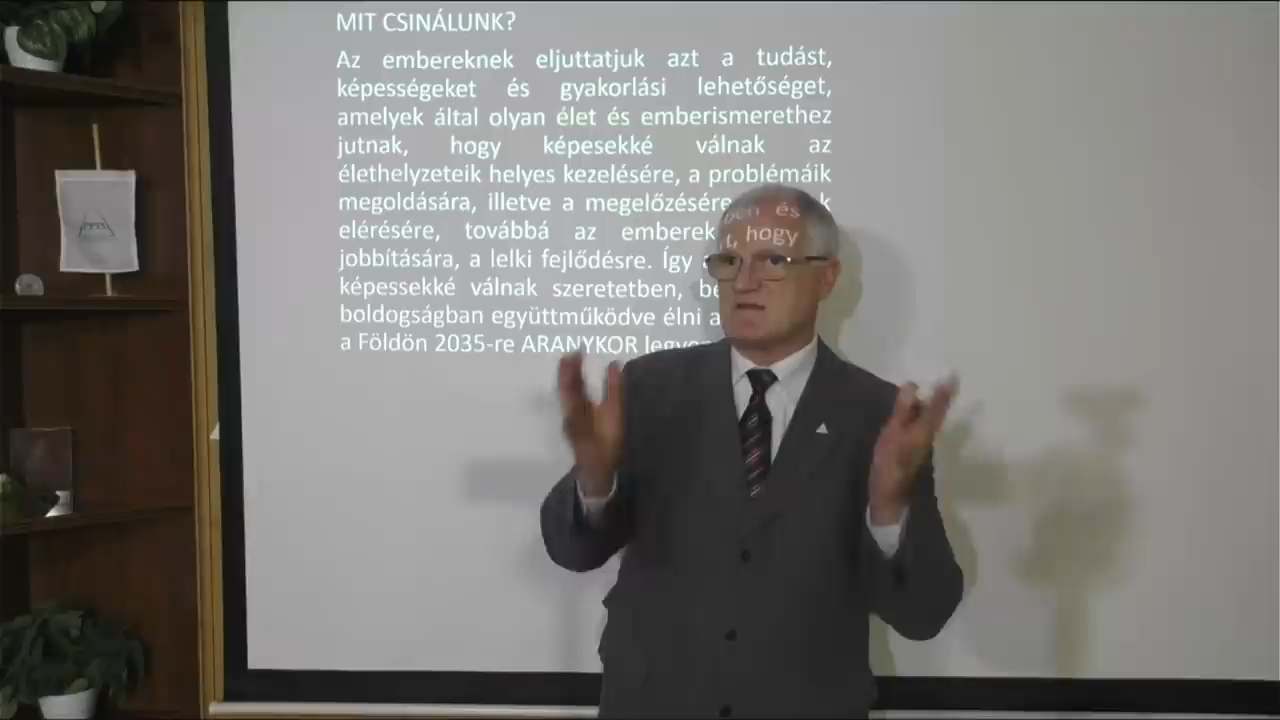 MIT CSINÁLUNK?
Az embereknek eljuttatjuk azt a tudást,
képességeket és gyakorlási lehetőséget,
amelyek által olyan élet és emberismerethez
jutnak, hogy képesekké válnak az
élethelyzeteik helyes kezelésére, a problémáik
megoldására, illetve a megelőzésére
elérésére, továbbá az emberek és
jobbítására, a lelki fejlődésre. Így hogy
képessekké válnak szeretetben,
boldogságban együttműködve élni
a Földön 2035-re ARANYKOR